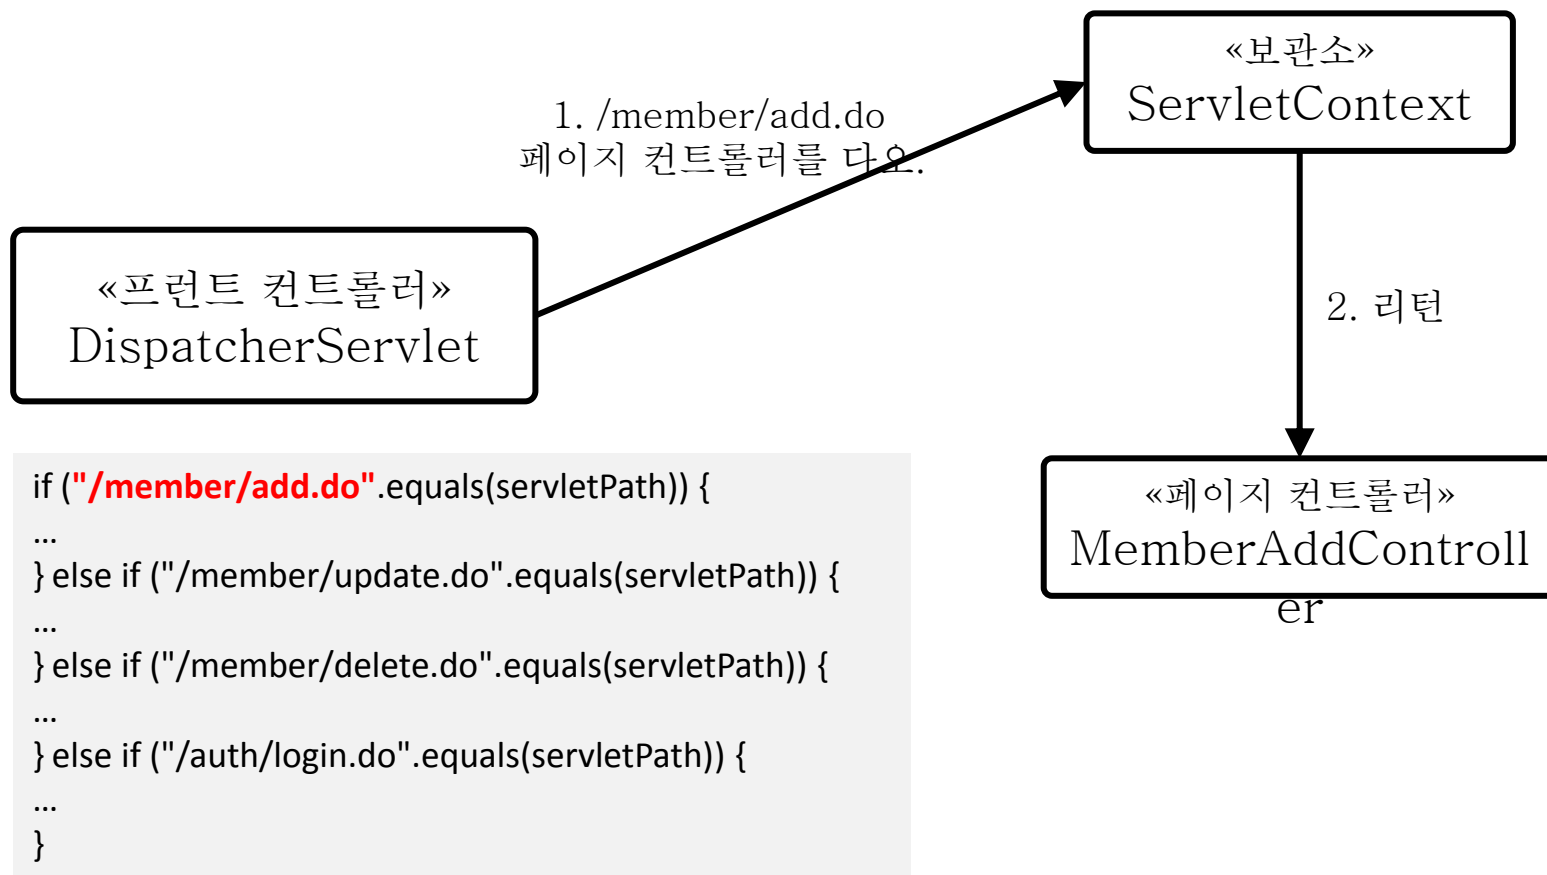 «보관소»
ServletContext
1. /member/add.do
페이지 컨트롤러를 다오.
«프런트 컨트롤러»
DispatcherServlet
2. 리턴
if ("/member/add.do".equals(servletPath)) {
...
} else if ("/member/update.do".equals(servletPath)) {
...
} else if ("/member/delete.do".equals(servletPath)) {
...
} else if ("/auth/login.do".equals(servletPath)) {
...
}
«페이지 컨트롤러»
MemberAddControll
er